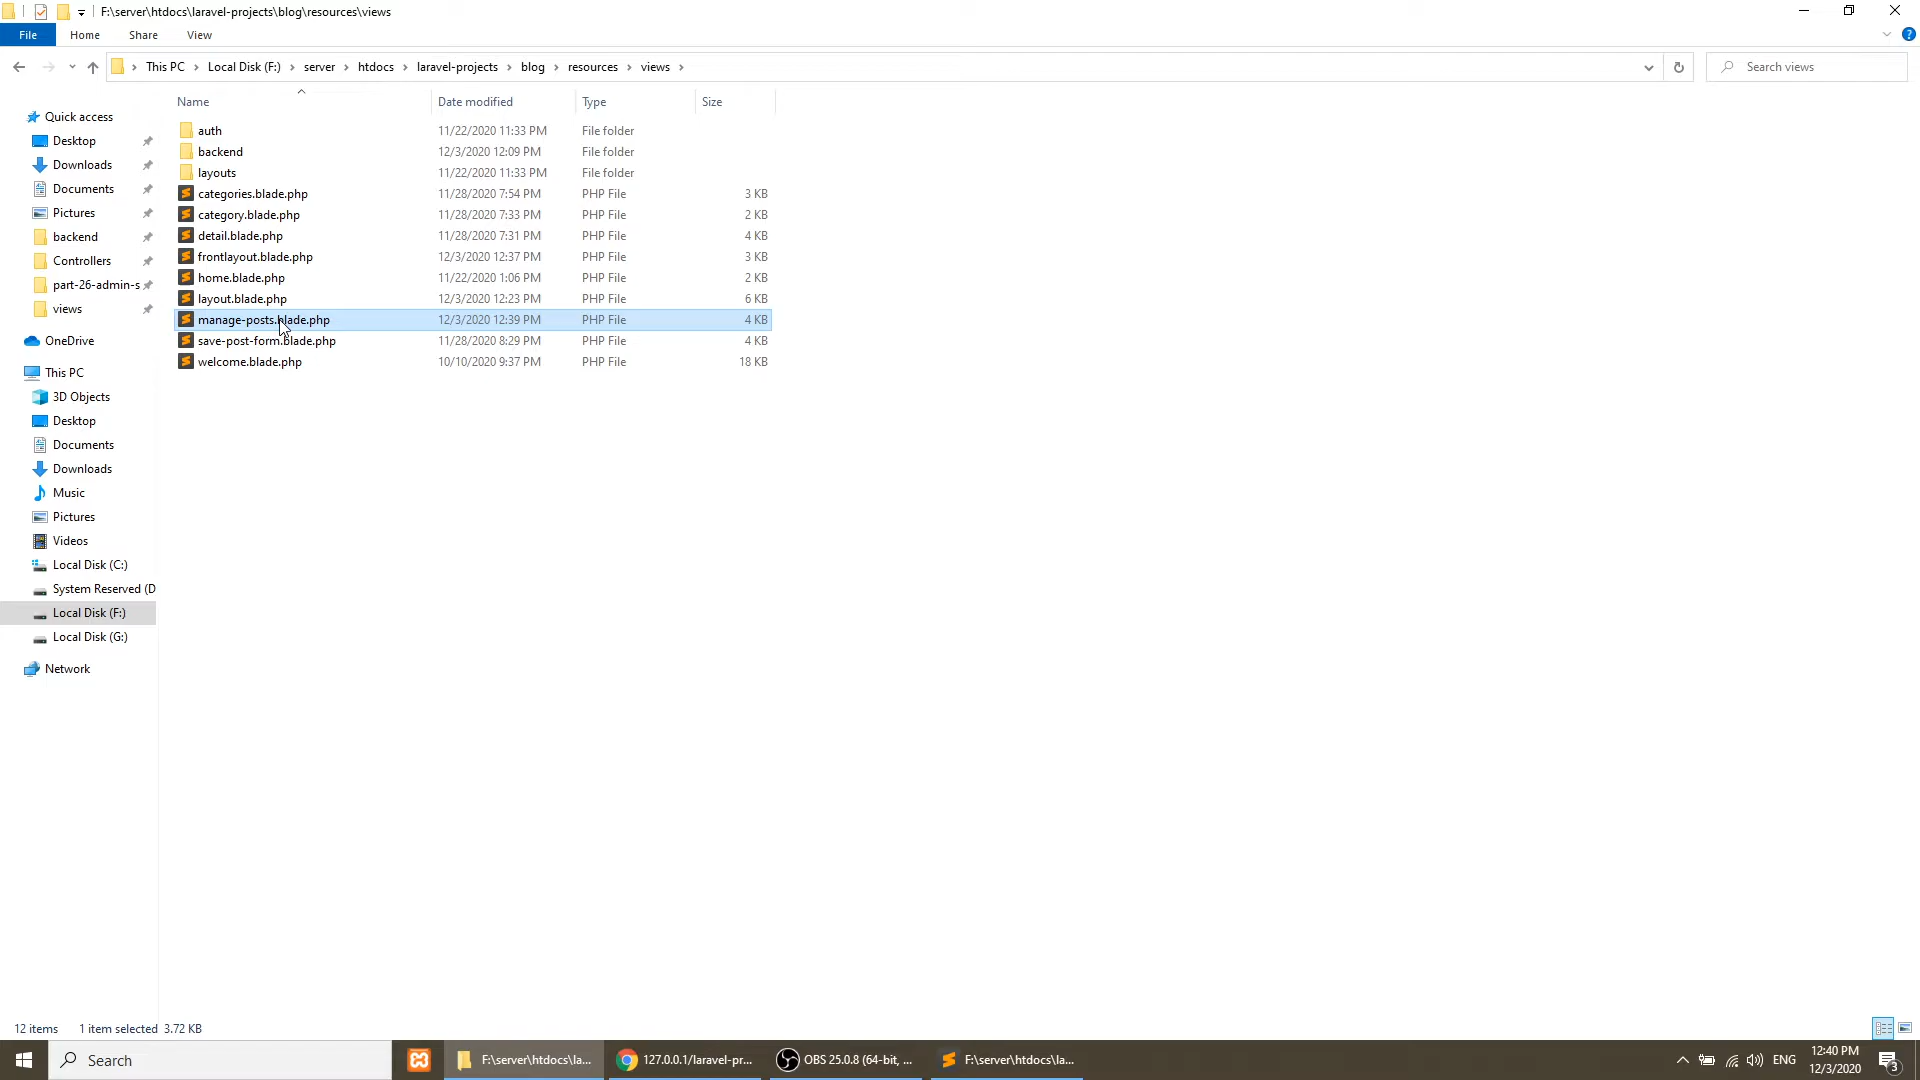 F:\server\htdocs\laravel-projects\blog\resources\views
File Home Share View
This PC Local Disk (F:) server htdocs laravel-projects blog resources views Search views
Name Date modified Type Size
Quick access
Desktop
Downloads
Documents
Pictures
backend
Controllers
part-26-admin-s
views
OneDrive
This PC
3D Objects
Desktop
Documents
Downloads
Music
Pictures
Videos
Local Disk (C:)
System Reserved (D
Local Disk (F:)
Local Disk (G:)
Network
auth 11/22/2020 11:33 PM File folder
backend 12/3/2020 12:09 PM File folder
layouts 11/22/2020 11:33 PM File folder
categories.blade.php 11/28/2020 7:54 PM PHP File 3 KB
category.blade.php 11/28/2020 7:33 PM PHP File 2 KB
detail.blade.php 11/28/2020 7:31 PM PHP File 4 KB
frontlayout.blade.php 12/3/2020 12:37 PM PHP File 3 KB
home.blade.php 11/22/2020 1:06 PM PHP File 2 KB
layout.blade.php 12/3/2020 12:23 PM PHP File 6 KB
manage-posts.blade.php 12/3/2020 12:39 PM PHP File 4 KB
save-post-form.blade.php 11/28/2020 8:29 PM PHP File 4 KB
welcome.blade.php 10/10/2020 9:37 PM PHP File 18 KB
12 items 1 item selected 3.72 KB
Search F:\server\htdocs\la... 127.0.0.1/laravel-pr... OBS 25.0.8 (64-bit, ... F:\server\htdocs\la... ENG 12:40 PM
12/3/2020 3